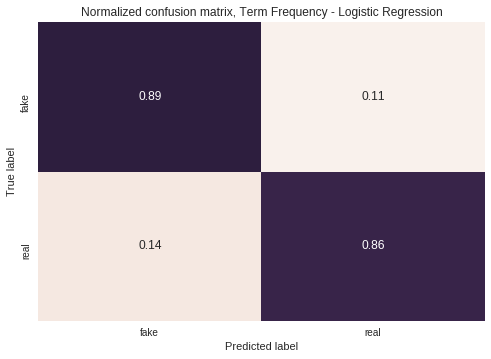 Normalized confusion matrix, Term Frequency - Logistic Regression
fake
0.89
0.11
True label
real
0.14
0.86
fake
real
Predicted label